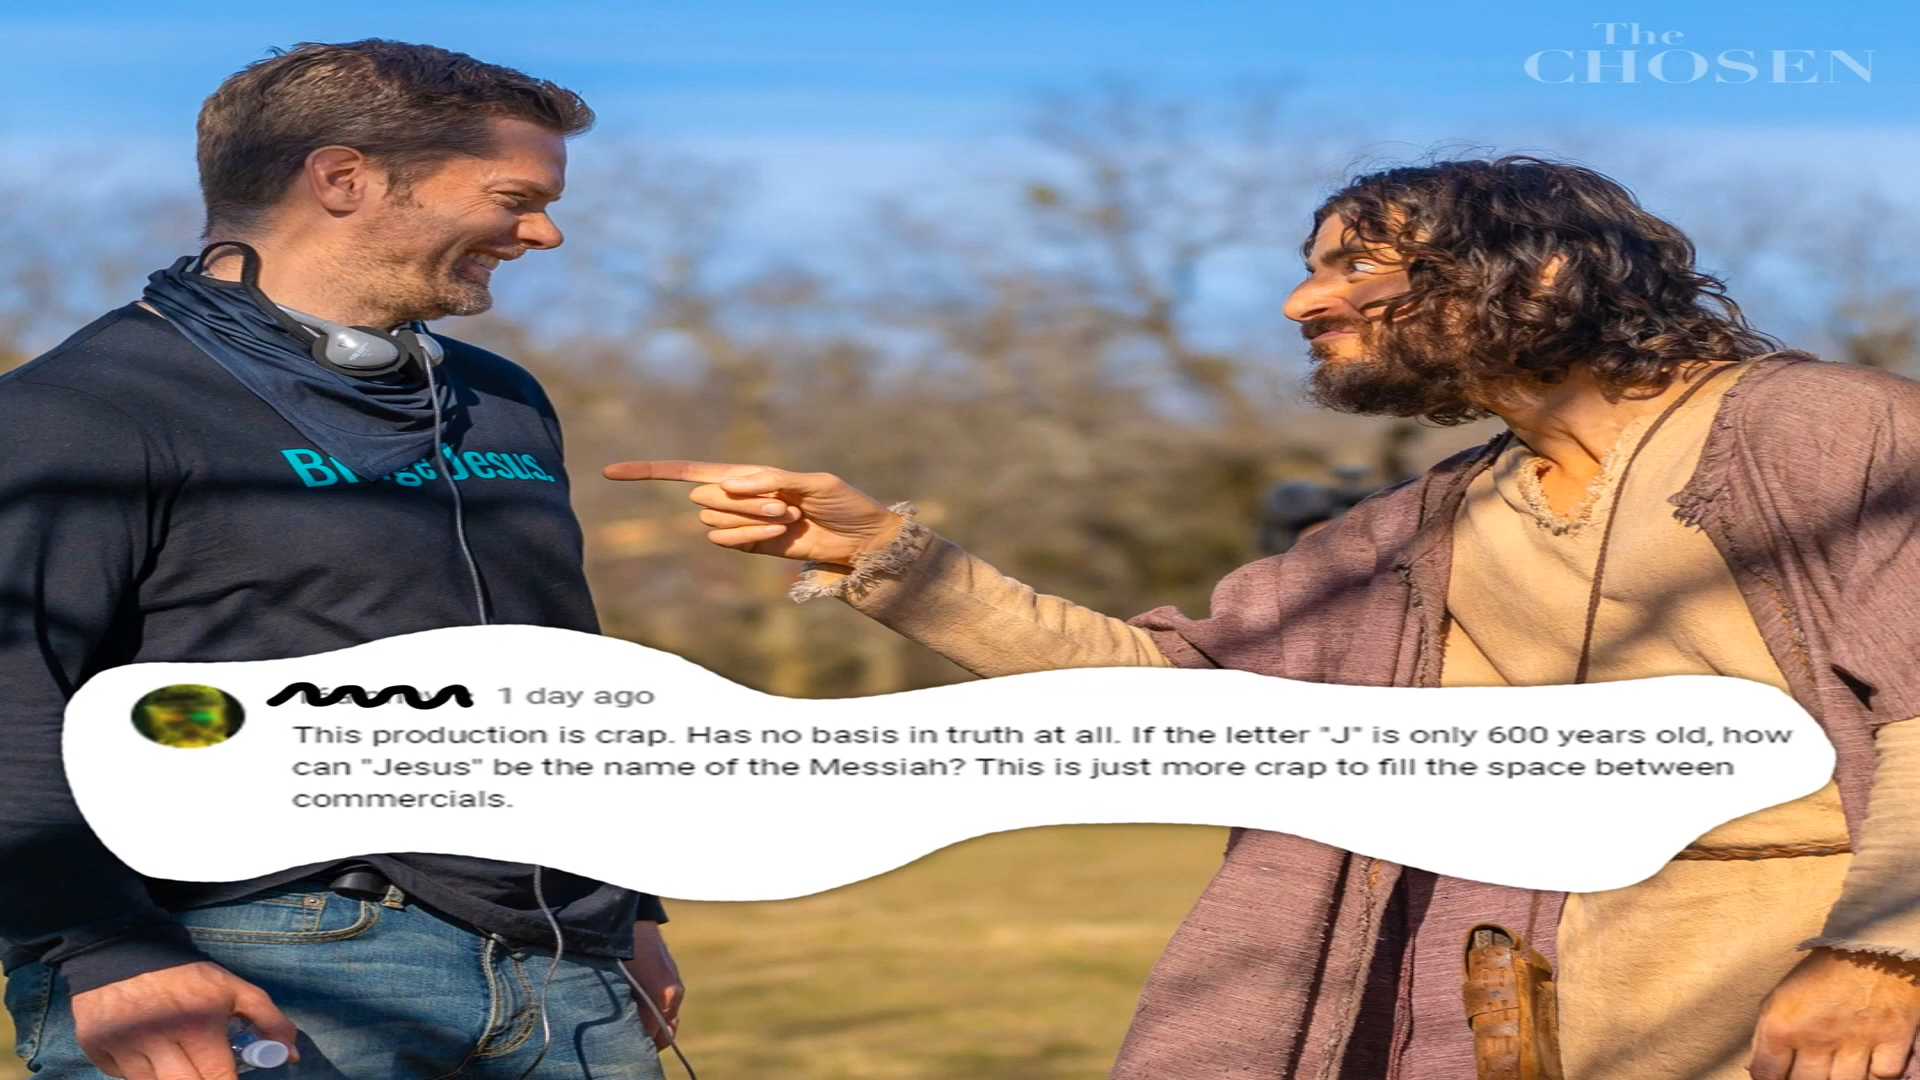 The
CHOSEN
Jesus.
1 day ago
This production is crap. Has no basis in truth at all. If the letter "J" is only 600 years old, how
can "Jesus" be the name of the Messiah? This is just more crap to fill the space between
commercials.